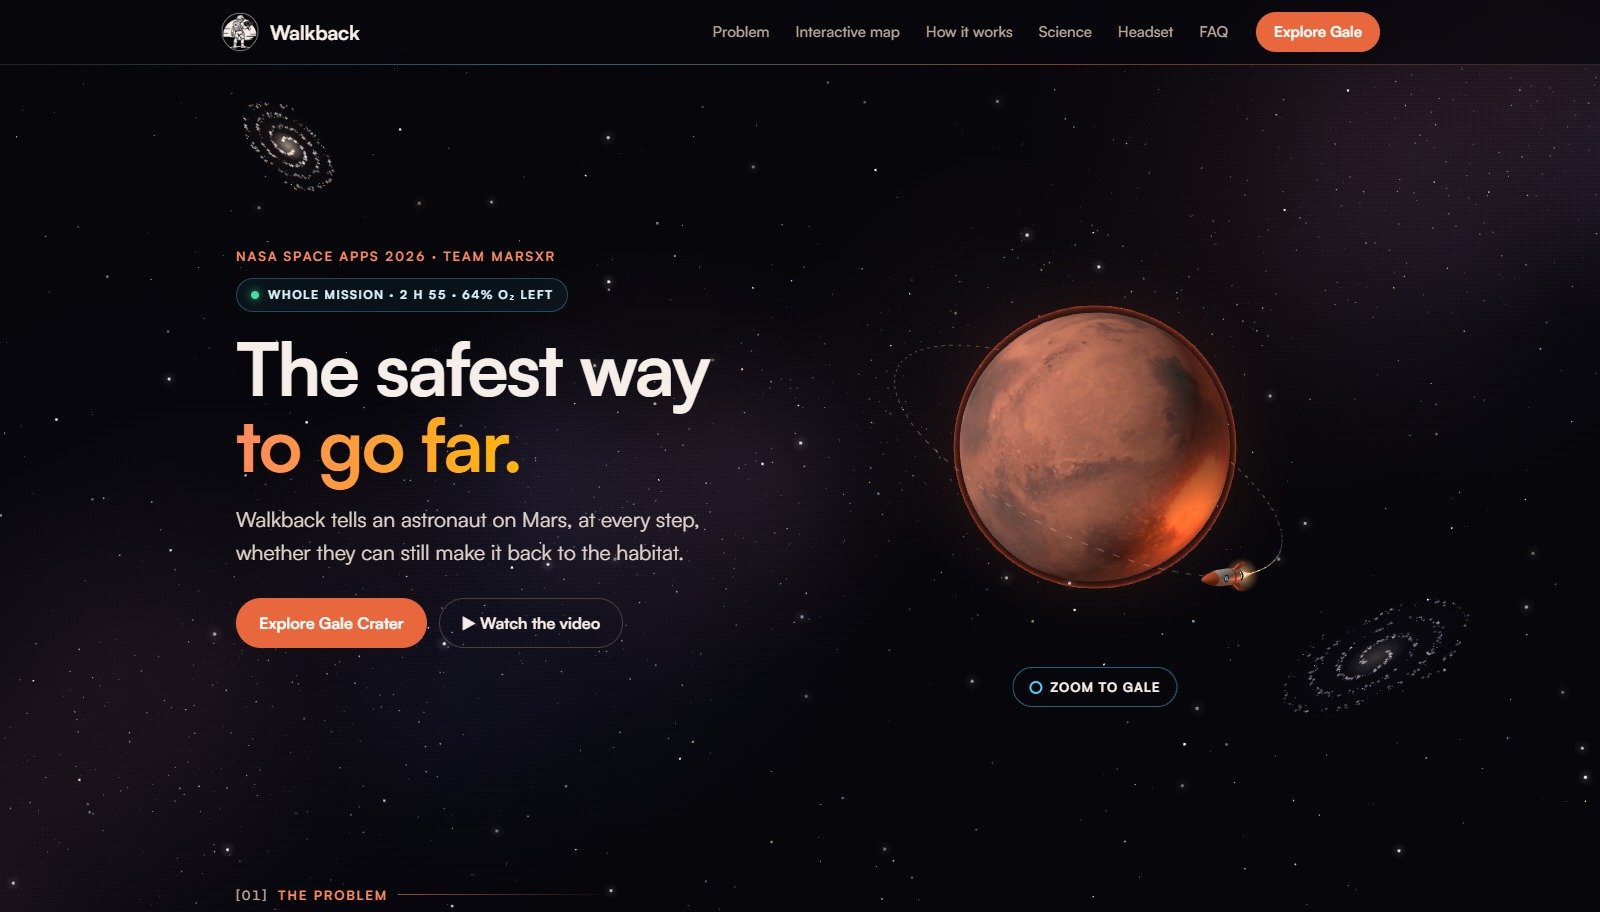 Walkback
Problem
Interactive map
How it works
Science
Headset
FAQ
Explore Gale
NASA SPACE APPS 2026 • TEAM MARSXR
WHOLE MISSION • 2 H 55 • 64% O₂ LEFT
The safest way
to go far.
Walkback tells an astronaut on Mars, at every step,
whether they can still make it back to the habitat.
Explore Gale Crater
▶ Watch the video
ZOOM TO GALE
[01] THE PROBLEM